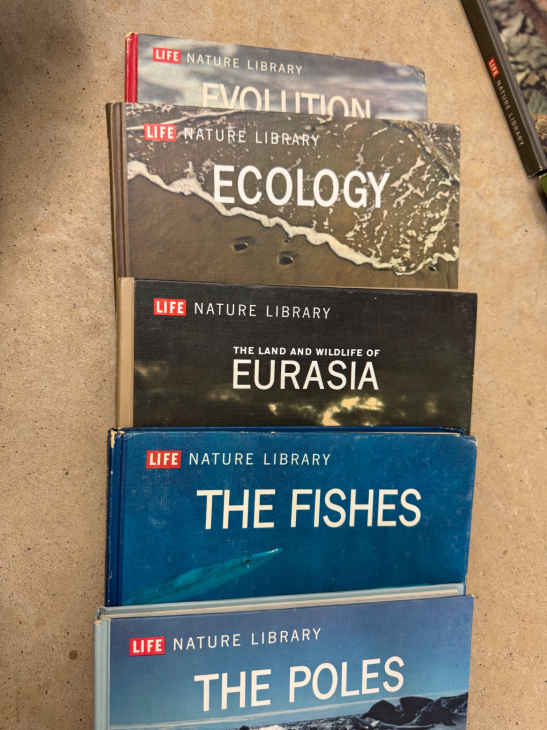 LIFE NATURE LIBRARY
EVOLUTION
LIFE NATURE LIBRARY
ECOLOGY
LIFE NATURE LIBRARY
THE LAND AND WILDLIFE OF
EURASIA
LIFE NATURE LIBRARY
THE FISHES
LIFE NATURE LIBRARY
THE POLES
LIFE NATURE LIBRARY